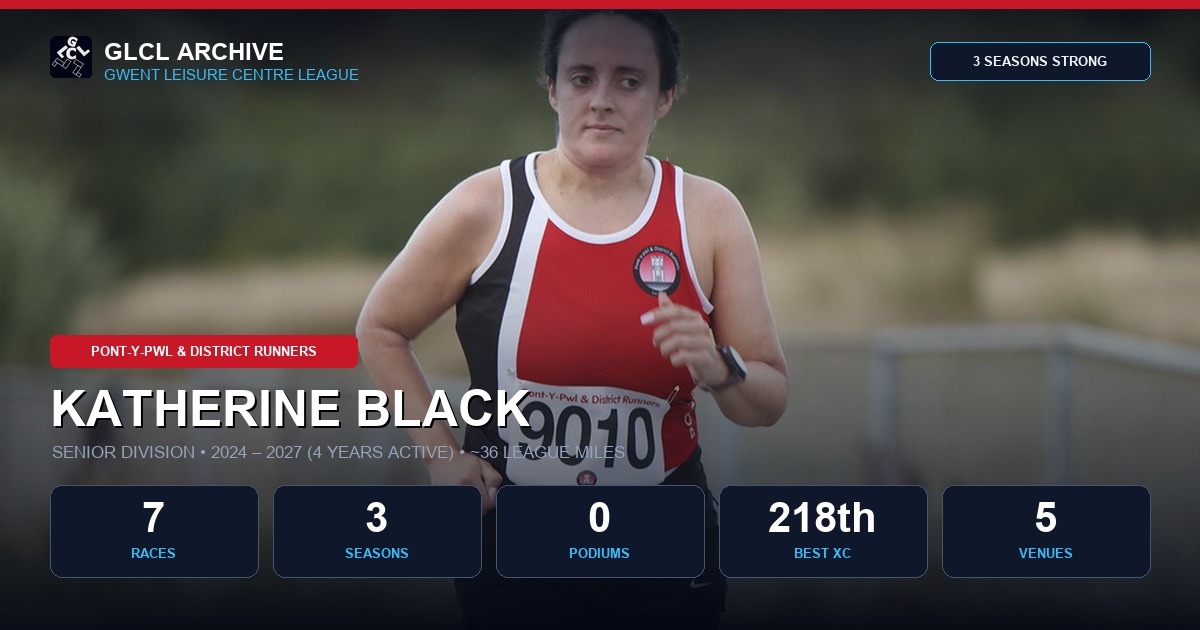 GLCL ARCHIVE
GWENT LEISURE CENTRE LEAGUE
3 SEASONS STRONG
PONT-Y-PWL & DISTRICT RUNNERS
KATHERINE BLACK
SENIOR DIVISION • 2024 – 2027 (4 YEARS ACTIVE) • ~36 LEAGUE MILES
Pont-Y-Pwl & District Runners
9010
7
RACES
3
SEASONS
0
PODIUMS
218th
BEST XC
5
VENUES